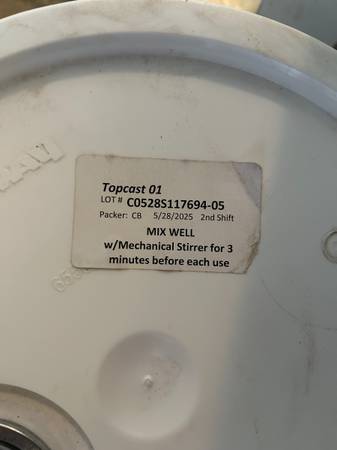 Topcast 01
LOT # C0528S117694-05
Packer: CB 5/28/2025 2nd Shift
MIX WELL
w/Mechanical Stirrer for 3
minutes before each use